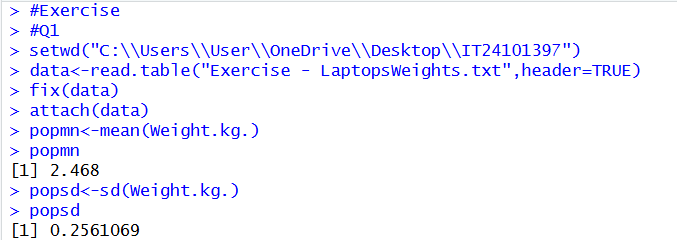 > #Exercise
> #Q1
> setwd("C:\\Users\\User\\OneDrive\\Desktop\\IT24101397")
> data<-read.table("Exercise - LaptopsWeights.txt",header=TRUE)
> fix(data)
> attach(data)
> popmn<-mean(Weight.kg.)
> popmn
[1] 2.468
> popsd<-sd(Weight.kg.)
> popsd
[1] 0.2561069